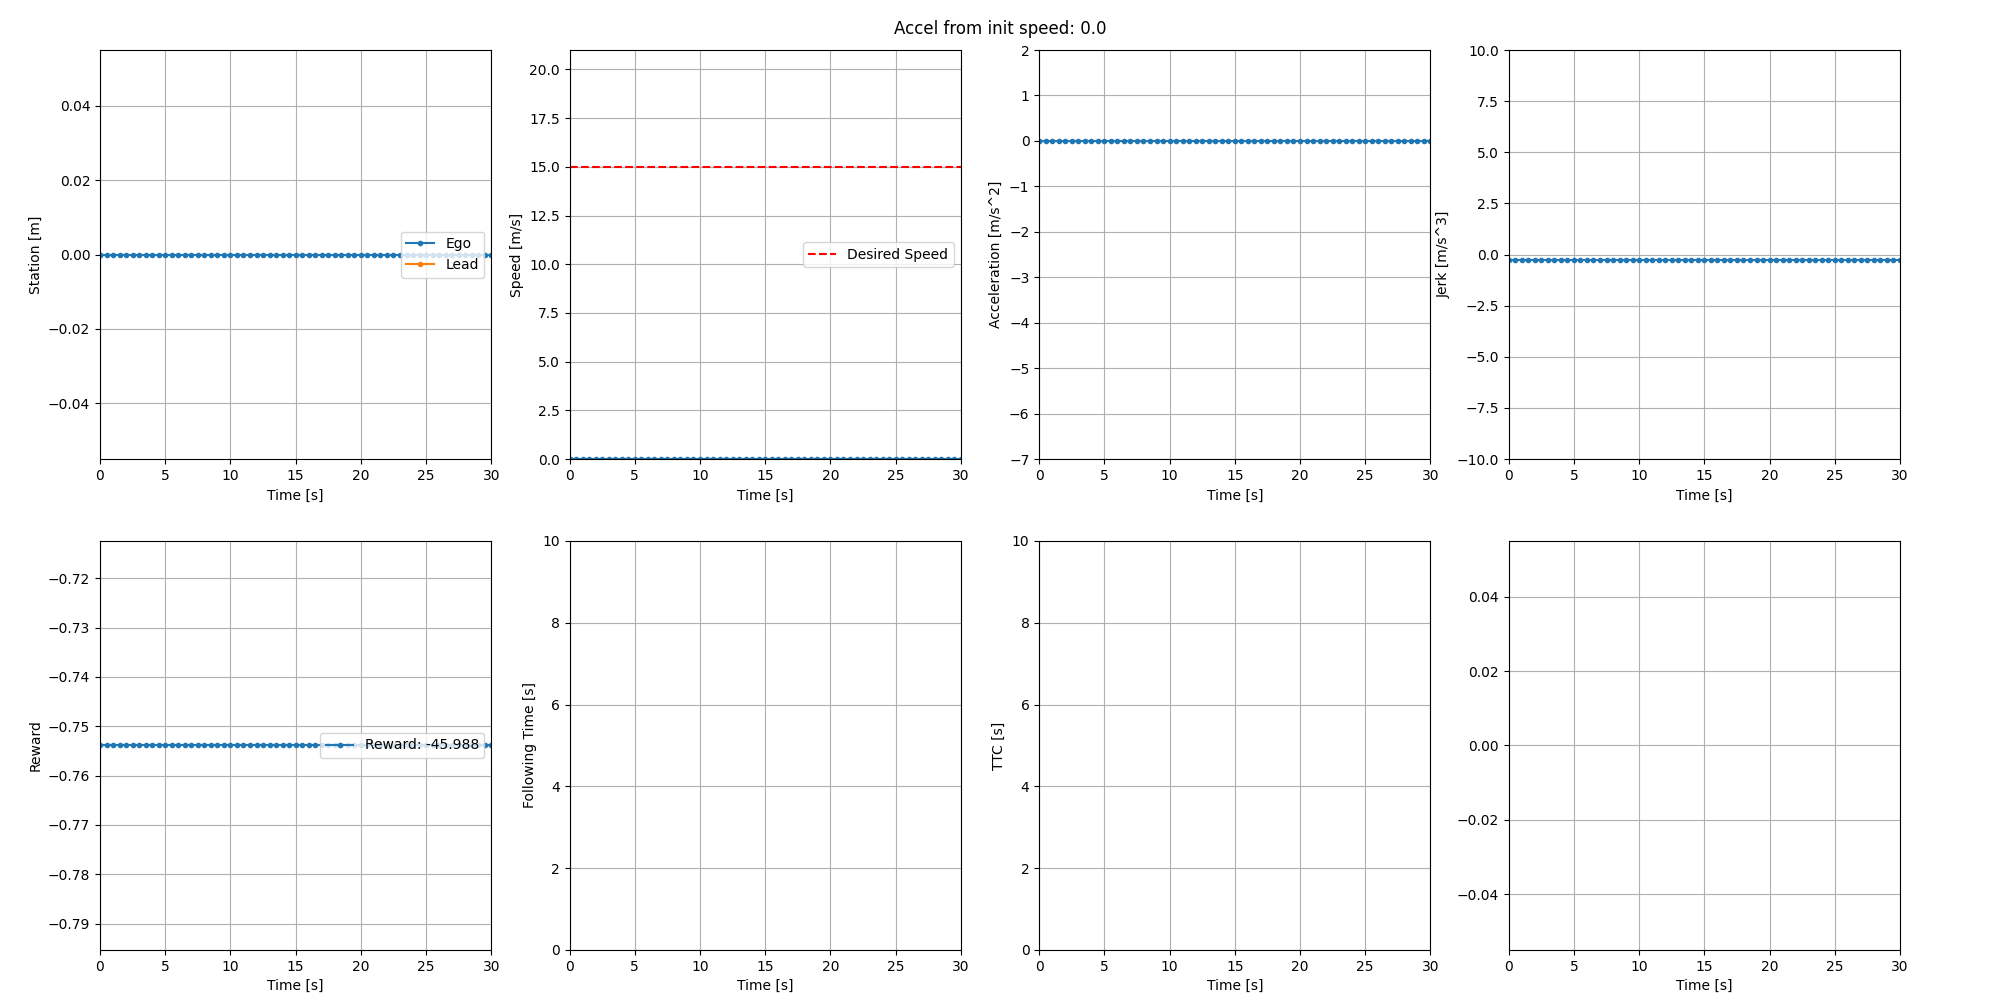 Accel from init speed: 0.0
Station [m]
0.04
0.02
0.00
−0.02
−0.04
0 5 10 15 20 25 30
Time [s]
Ego
Lead
Speed [m/s]
20.0
17.5
15.0
12.5
10.0
7.5
5.0
2.5
0.0
0 5 10 15 20 25 30
Time [s]
Desired Speed
Acceleration [m/s^2]
2
1
0
−1
−2
−3
−4
−5
−6
−7
0 5 10 15 20 25 30
Time [s]
Jerk [m/s^3]
10.0
7.5
5.0
2.5
0.0
−2.5
−5.0
−7.5
−10.0
0 5 10 15 20 25 30
Time [s]
Reward
−0.72
−0.73
−0.74
−0.75
−0.76
−0.77
−0.78
−0.79
0 5 10 15 20 25 30
Time [s]
Reward: -45.988
Following Time [s]
10
8
6
4
2
0
0 5 10 15 20 25 30
Time [s]
TTC [s]
10
8
6
4
2
0
0 5 10 15 20 25 30
Time [s]
0.04
0.02
0.00
−0.02
−0.04
0 5 10 15 20 25 30
Time [s]